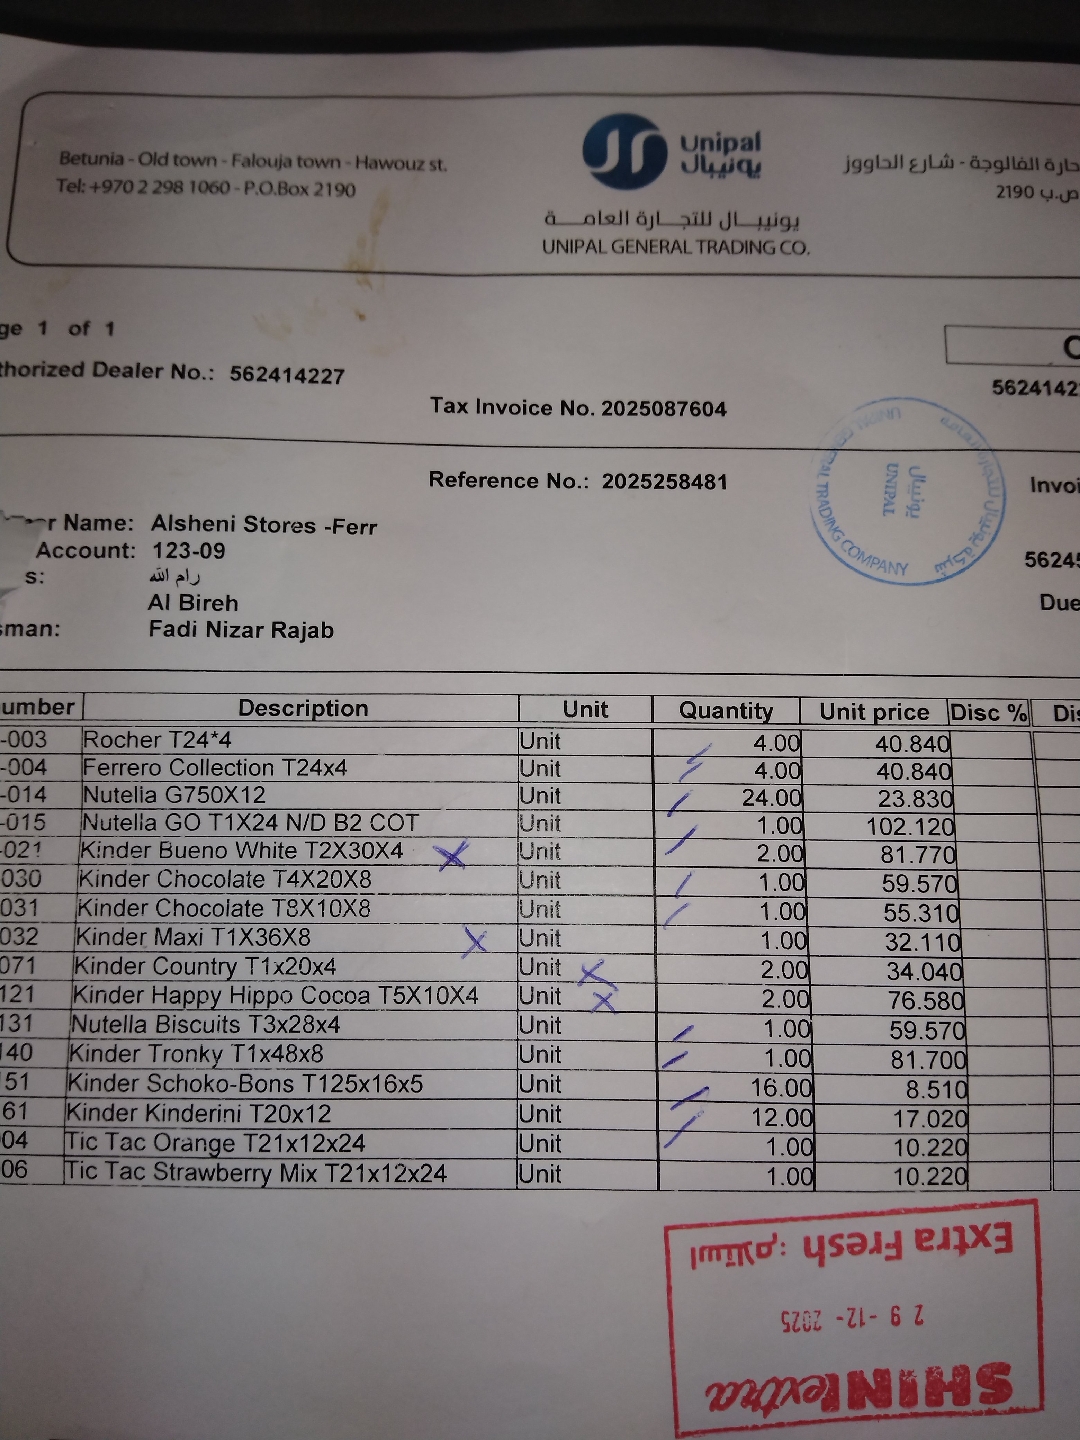 Betunia - Old town - Falouja town - Hawouz st.
Tel: +970 2 298 1060 - P.O.Box 2190
Unipal
يونيبال
يونيبال للتجارة العامة
UNIPAL GENERAL TRADING CO.
حارة الفالوجة - شارع الحاووز
ص.ب 2190
ge 1 of 1
thorized Dealer No.: 562414227
C
5624142
Tax Invoice No. 2025087604
Reference No.: 2025258481
Invoi
UNIPAL GENERAL TRADING COMPANY
يونيبال
UNIPAL
r Name: Alsheni Stores -Ferr
Account: 123-09
5624
s: رام الله
Al Bireh
Due
sman: Fadi Nizar Rajab
umber Description Unit Quantity Unit price Disc % Dis
-003 Rocher T24*4 Unit 4.00 40.840
-004 Ferrero Collection T24x4 Unit 4.00 40.840
-014 Nutella G750X12 Unit 24.00 23.830
-015 Nutella GO T1X24 N/D B2 COT Unit 1.00 102.120
-021 Kinder Bueno White T2X30X4 Unit 2.00 81.770
030 Kinder Chocolate T4X20X8 Unit 1.00 59.570
031 Kinder Chocolate T8X10X8 Unit 1.00 55.310
032 Kinder Maxi T1X36X8 Unit 1.00 32.110
071 Kinder Country T1x20x4 Unit 2.00 34.040
121 Kinder Happy Hippo Cocoa T5X10X4 Unit 2.00 76.580
131 Nutella Biscuits T3x28x4 Unit 1.00 59.570
140 Kinder Tronky T1x48x8 Unit 1.00 81.700
51 Kinder Schoko-Bons T125x16x5 Unit 16.00 8.510
61 Kinder Kinderini T20x12 Unit 12.00 17.020
04 Tic Tac Orange T21x12x24 Unit 1.00 10.220
06 Tic Tac Strawberry Mix T21x12x24 Unit 1.00 10.220
SHINI extra
29-12-2025
Extra Fresh : استلام